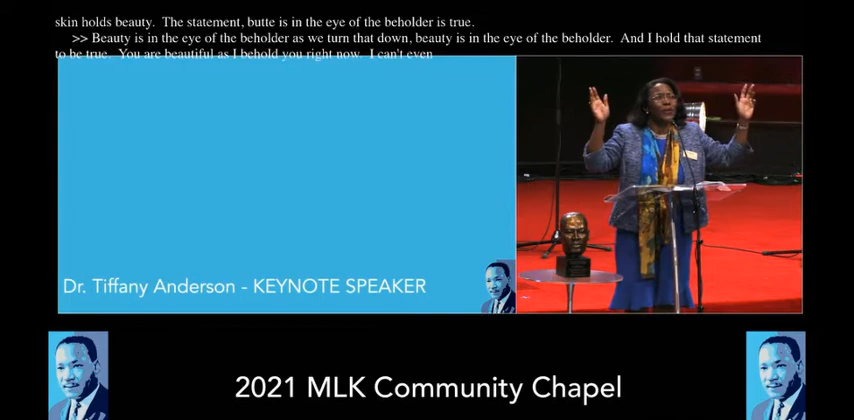 skin holds beauty. The statement, butte is in the eye of the beholder is true.
>> Beauty is in the eye of the beholder as we turn that down, beauty is in the eye of the beholder. And I hold that statement
to be true. You are beautiful as I behold you right now. I can't even
Dr. Tiffany Anderson - KEYNOTE SPEAKER
2021 MLK Community Chapel